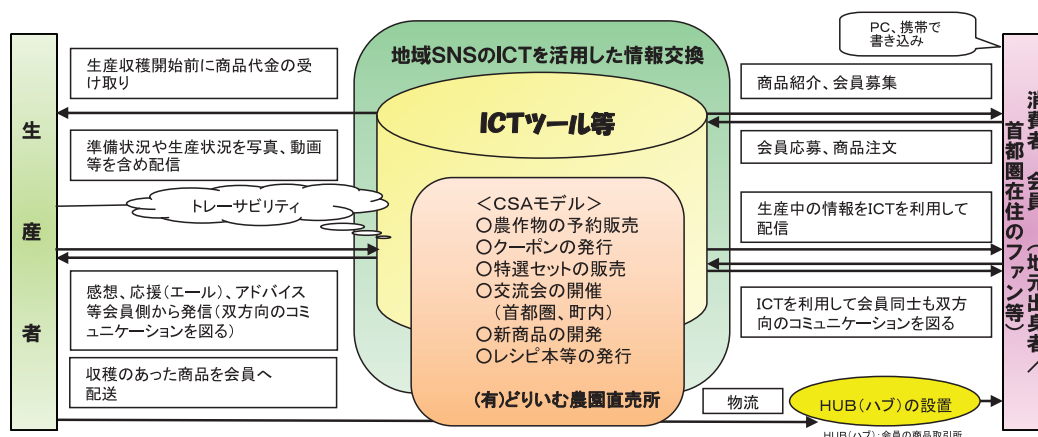 PC、携帯で
書き込み
地域SNSのICTを活用した情報交換
生産者
生産収穫開始前に商品代金の受
け取り
準備状況や生産状況を写真、動画
等を含め配信
トレーサビリティ
感想、応援(エール)、アドバイス
等会員側から発信(双方向のコミ
ュニケーションを図る)
収穫のあった商品を会員へ
配送
ICTツール等
<CSAモデル>
○農作物の予約販売
○クーポンの発行
○特選セットの販売
○交流会の開催
(首都圏、町内)
○新商品の開発
○レシピ本等の発行
(有)どりいむ農園直売所
商品紹介、会員募集
会員応募、商品注文
生産中の情報をICTを利用して
配信
ICTを利用して会員同士も双方
向のコミュニケーションを図る
物流
HUB(ハブ)の設置
HUB(ハブ):会員の商品取引所
消費者 会員 (地元出身者/
首都圏在住のファン等)